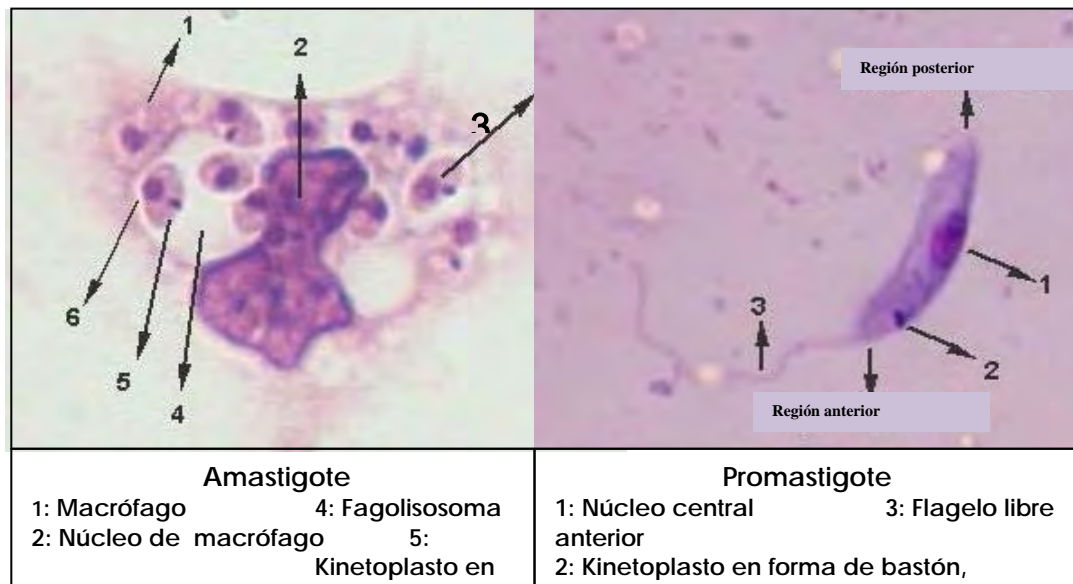 1
2
3
6
5
4
Región posterior
1
3
2
Región anterior
Amastigote
1: Macrófago 4: Fagolisosoma
2: Núcleo de macrófago 5:
Kinetoplasto en
Promastigote
1: Núcleo central 3: Flagelo libre
anterior
2: Kinetoplasto en forma de bastón,